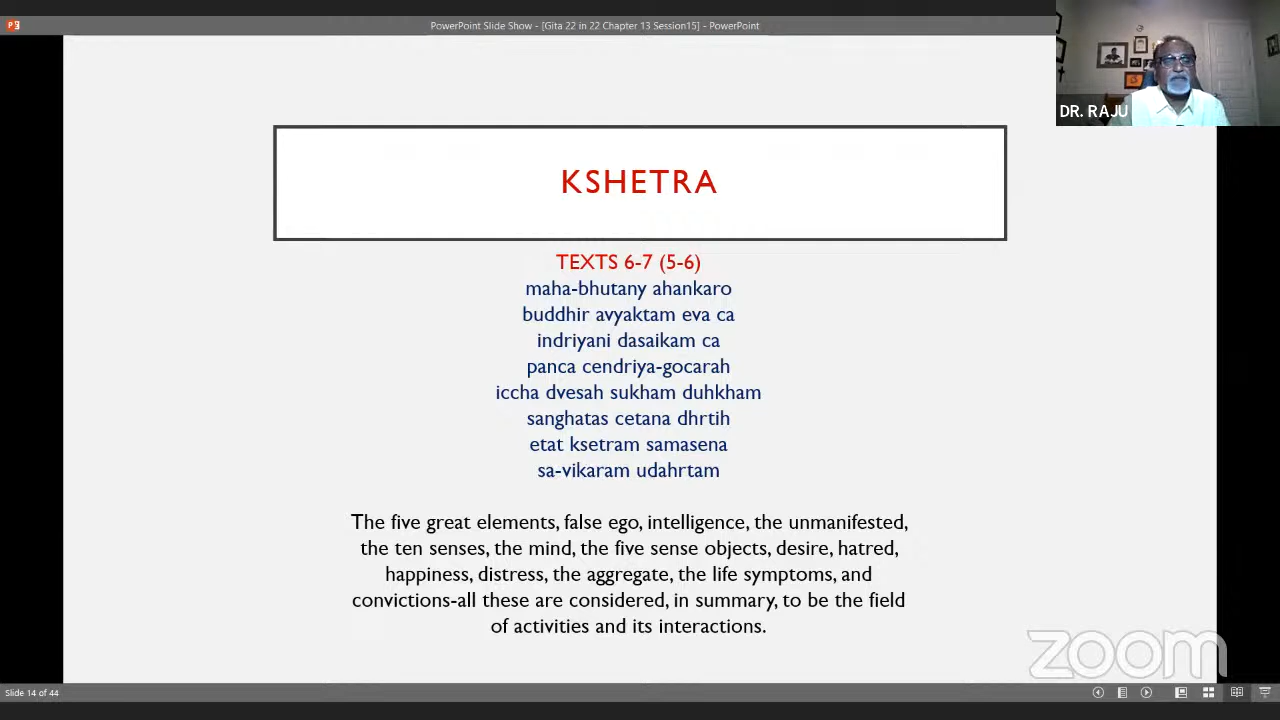 PowerPoint Slide Show - [Gita 22 in 22 Chapter 13 Session15] - PowerPoint
DR. RAJU
KSHETRA
TEXTS 6-7 (5-6)
maha-bhutany ahankaro
buddhir avyaktam eva ca
indriyani dasaikam ca
panca cendriya-gocarah
iccha dvesah sukham duhkham
sanghatas cetana dhrtih
etat ksetram samasena
sa-vikaram udahrtam
The five great elements, false ego, intelligence, the unmanifested,
the ten senses, the mind, the five sense objects, desire, hatred,
happiness, distress, the aggregate, the life symptoms, and
convictions-all these are considered, in summary, to be the field
of activities and its interactions.
zoom
Slide 14 of 44